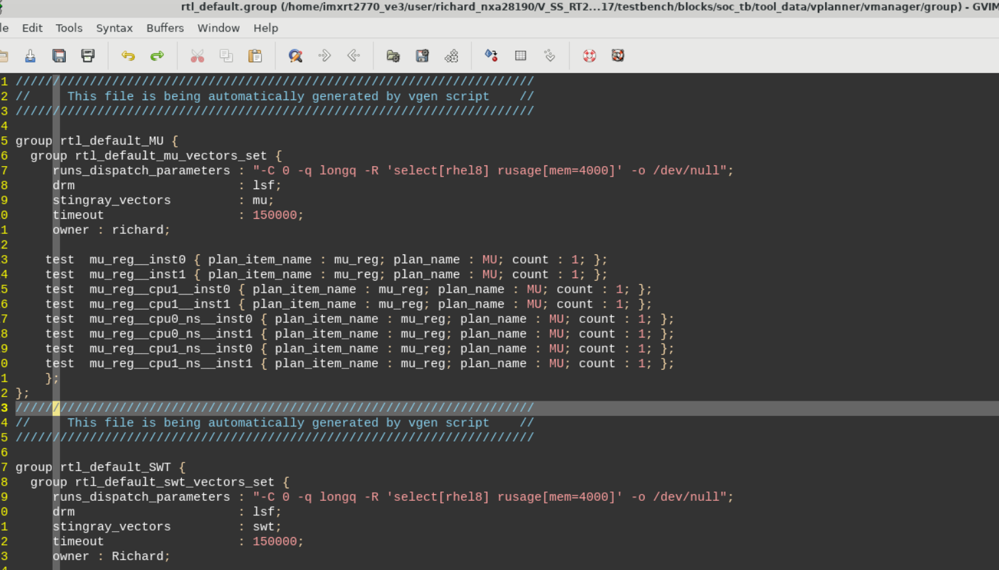 rtl_default.group (/home/imxrt2770_ve3/user/richard_nxa28190/V_SS_RT2...17/testbench/blocks/soc_tb/tool_data/vplanner/vmanager/group) - GVIM
le Edit Tools Syntax Buffers Window Help
1 //////////////////////////////////////////////////////////////////////
2 //     This file is being automatically generated by vgen script    //
3 //////////////////////////////////////////////////////////////////////
4
5 group rtl_default_MU {
6   group rtl_default_mu_vectors_set {
7      runs_dispatch_parameters : "-C 0 -q longq -R 'select[rhel8] rusage[mem=4000]' -o /dev/null";
8      drm                      : lsf;
9      stingray_vectors         : mu;
0      timeout                  : 150000;
1      owner : richard;
2
3     test  mu_reg__inst0 { plan_item_name : mu_reg; plan_name : MU; count : 1; };
4     test  mu_reg__inst1 { plan_item_name : mu_reg; plan_name : MU; count : 1; };
5     test  mu_reg__cpu1__inst0 { plan_item_name : mu_reg; plan_name : MU; count : 1; };
6     test  mu_reg__cpu1__inst1 { plan_item_name : mu_reg; plan_name : MU; count : 1; };
7     test  mu_reg__cpu0_ns__inst0 { plan_item_name : mu_reg; plan_name : MU; count : 1; };
8     test  mu_reg__cpu0_ns__inst1 { plan_item_name : mu_reg; plan_name : MU; count : 1; };
9     test  mu_reg__cpu1_ns__inst0 { plan_item_name : mu_reg; plan_name : MU; count : 1; };
0     test  mu_reg__cpu1_ns__inst1 { plan_item_name : mu_reg; plan_name : MU; count : 1; };
1     };
2 };
3 //////////////////////////////////////////////////////////////////////
4 //     This file is being automatically generated by vgen script    //
5 //////////////////////////////////////////////////////////////////////
6
7 group rtl_default_SWT {
8   group rtl_default_swt_vectors_set {
9      runs_dispatch_parameters : "-C 0 -q longq -R 'select[rhel8] rusage[mem=4000]' -o /dev/null";
0      drm                      : lsf;
1      stingray_vectors         : swt;
2      timeout                  : 150000;
3      owner : Richard;